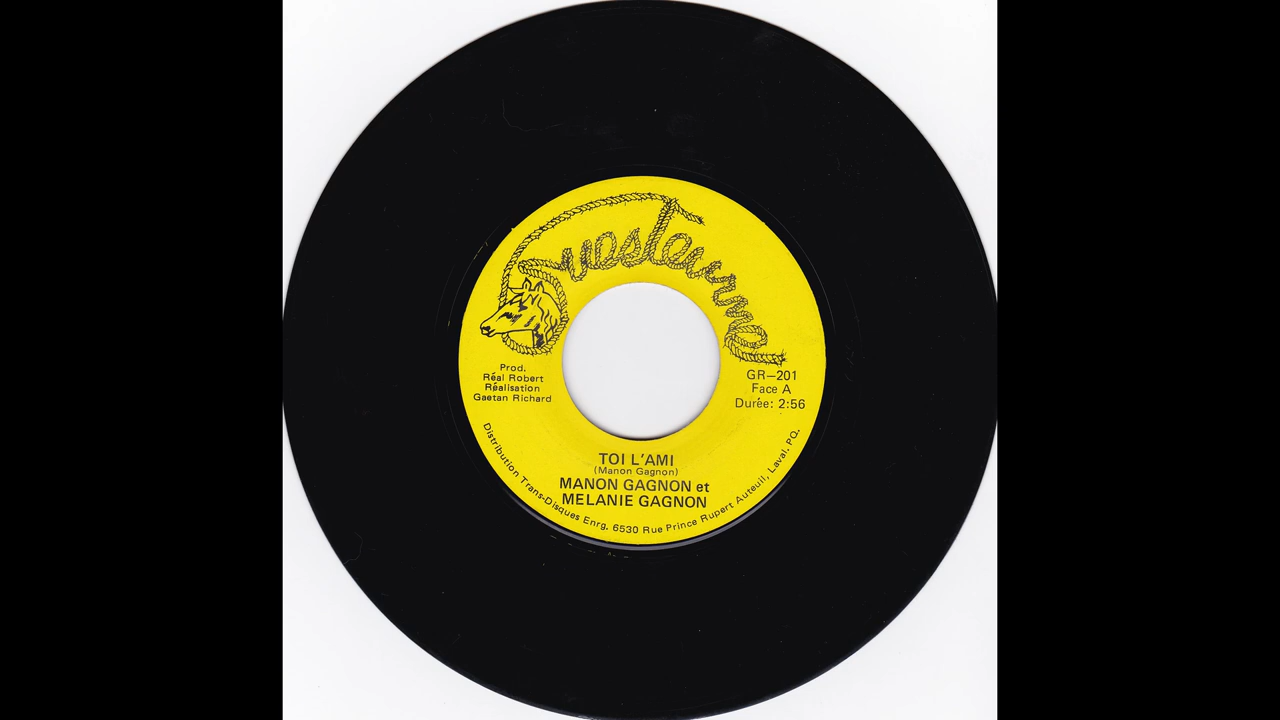 Ouesteurne
Prod.
Réal Robert
Réalisation
Gaetan Richard
GR–201
Face A
Durée: 2:56
TOI L'AMI
(Manon Gagnon)
MANON GAGNON et
MELANIE GAGNON
Distribution Trans-Disques Enrg. 6530 Rue Prince Rupert Auteuil, Laval. PQ.